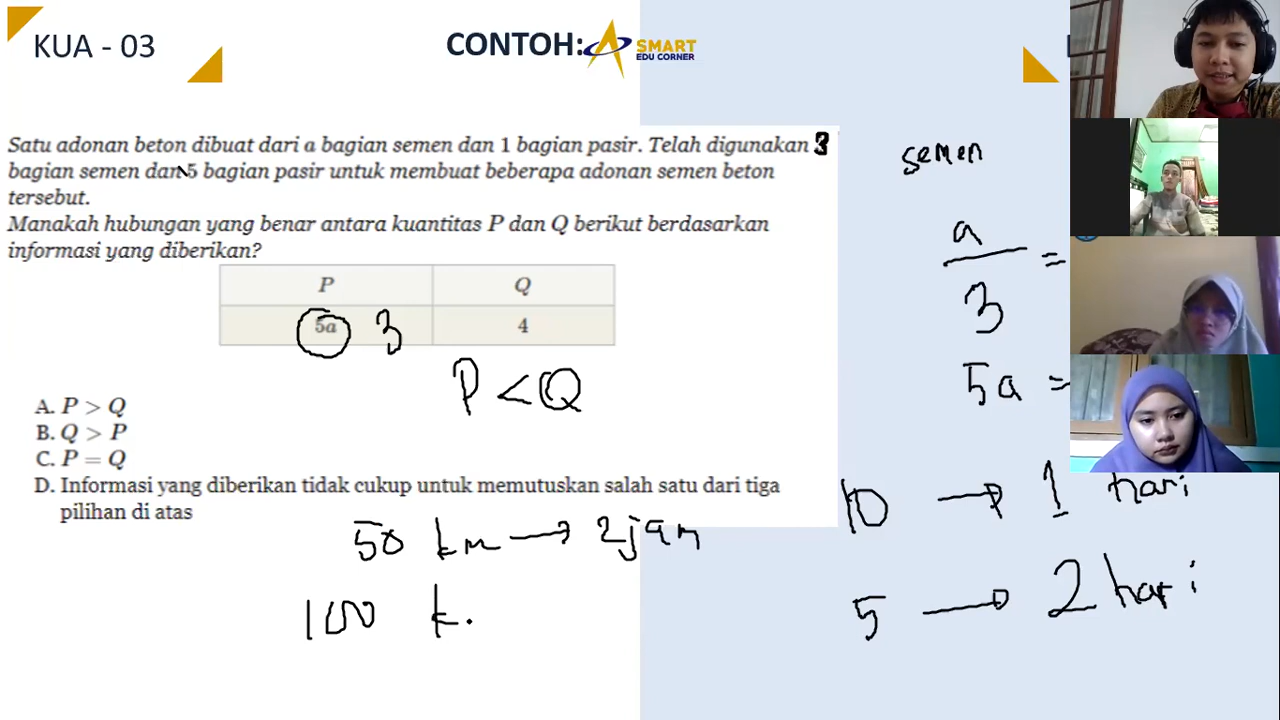 KUA - 03
CONTOH:
SMART
EDU CORNER
Satu adonan beton dibuat dari a bagian semen dan 1 bagian pasir. Telah digunakan 3
bagian semen dan 5 bagian pasir untuk membuat beberapa adonan semen beton
tersebut.
Manakah hubungan yang benar antara kuantitas P dan Q berikut berdasarkan
informasi yang diberikan?
P Q
5a 3 4
P < Q
A. P > Q
B. Q > P
C. P = Q
D. Informasi yang diberikan tidak cukup untuk memutuskan salah satu dari tiga
pilihan di atas
50 km → 2jam
100 k.
semen
a
=
3
5a =
10 → 1 hari
5 → 2 hari